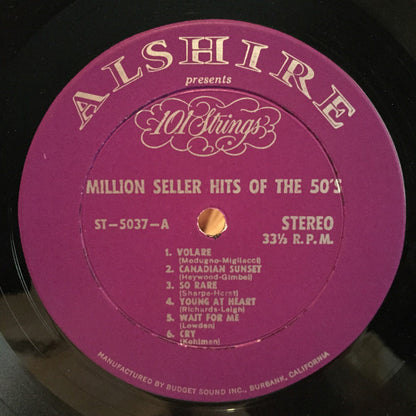 ALSHIRE
presents
101 Strings
MILLION SELLER HITS OF THE 50'S
ST-5037-A
STEREO
33⅓ R.P.M.
1. VOLARE
(Modugno-Migliacci)
2. CANADIAN SUNSET
(Heywood-Gimbel)
3. SO RARE
(Sharpe-Herst)
4. YOUNG AT HEART
(Richards-Leigh)
5. WAIT FOR ME
(Lowden)
6. CRY
(Kohlman)
MANUFACTURED BY BUDGET SOUND INC., BURBANK, CALIFORNIA